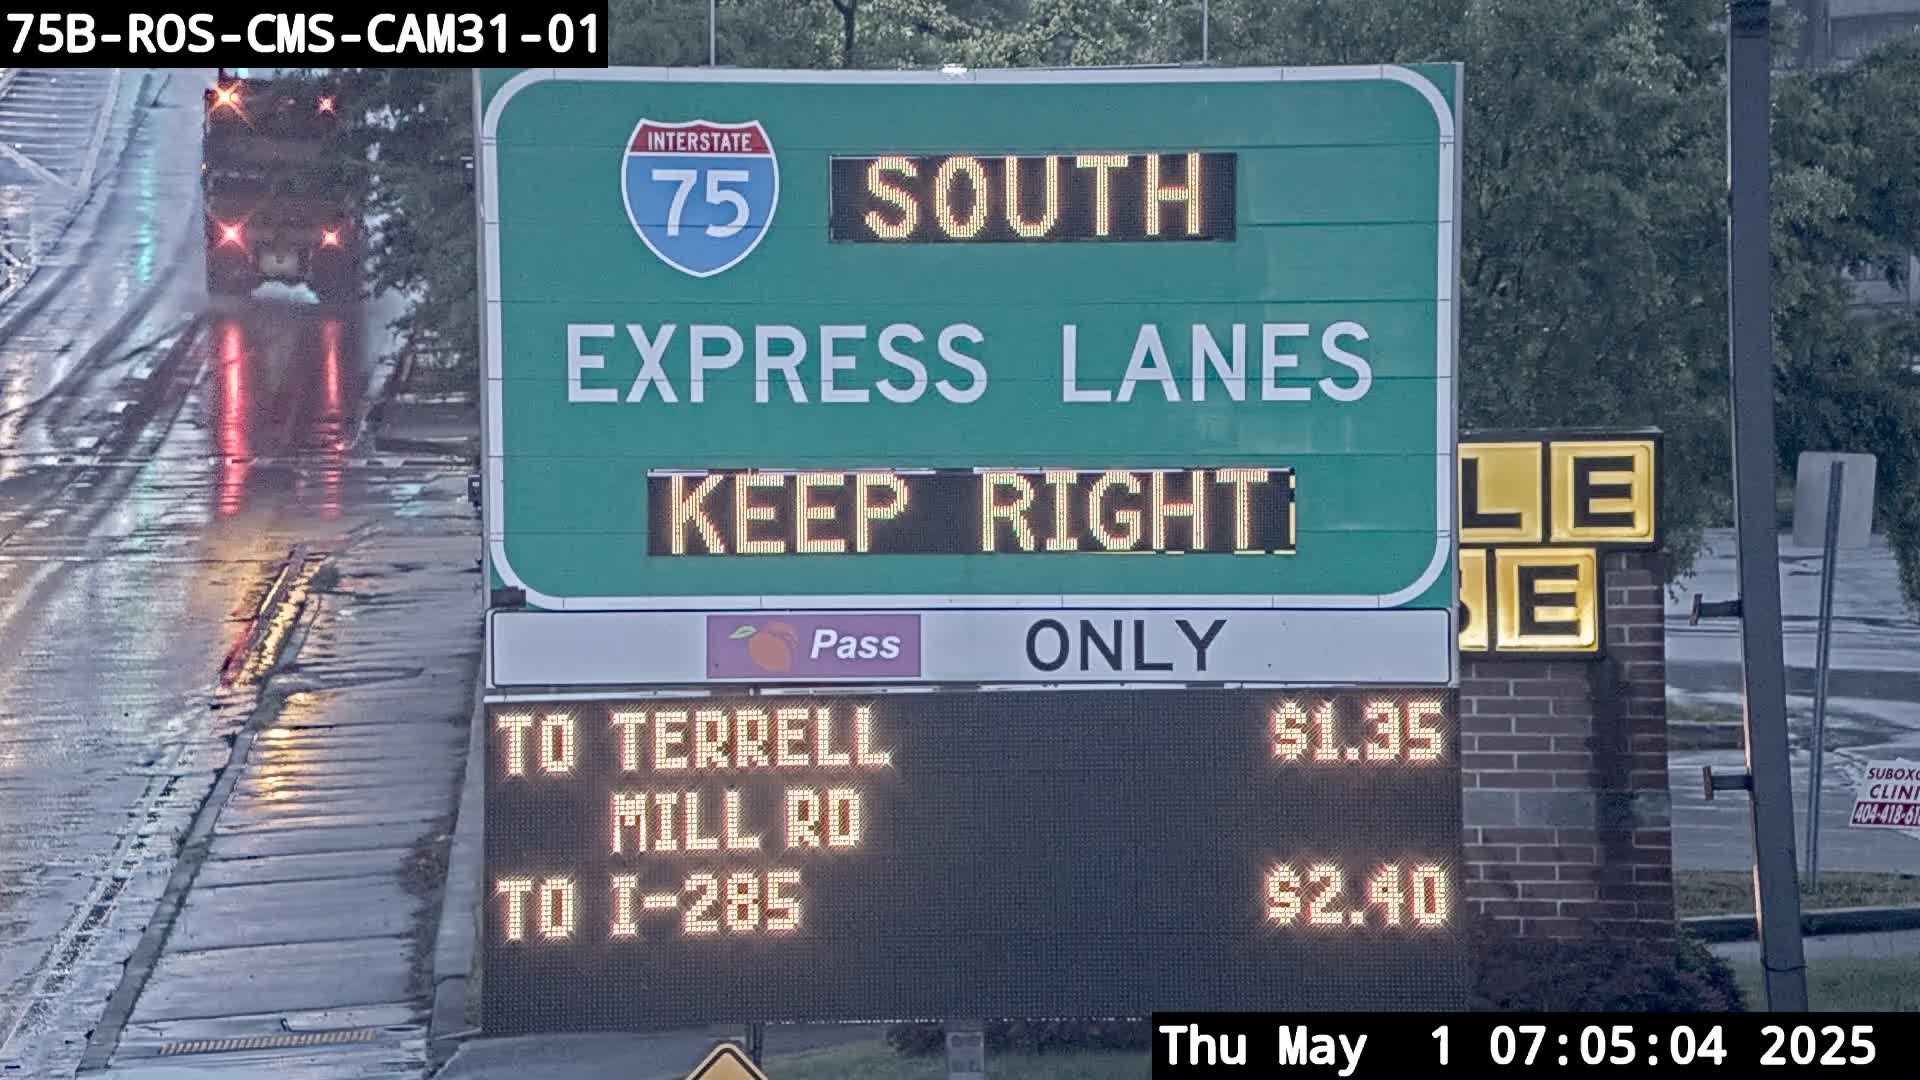 75B-ROS-CMS-CAM31-01
INTERSTATE
75
SOUTH
EXPRESS LANES
KEEP RIGHT
Pass ONLY
TO TERRELL $1.35
MILL RD
TO I-285 $2.40
LE
E
Thu May 1 07:05:04 2025